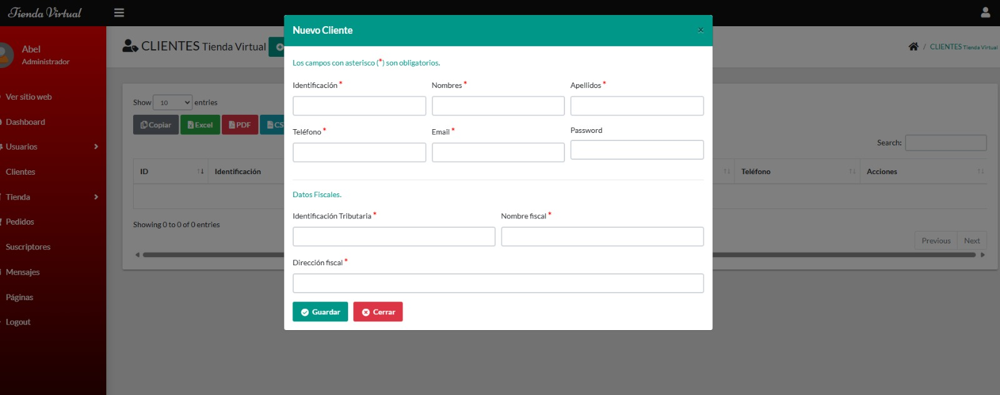 Tienda Virtual
Abel
Administrador
Ver sitio web
Dashboard
Usuarios
Clientes
Tienda
Pedidos
Suscriptores
Mensajes
Páginas
Logout
CLIENTES Tienda Virtual
/ CLIENTES Tienda Virtual
Show 10 entries
Copiar Excel PDF CS
Search:
ID Identificación Teléfono Acciones
Showing 0 to 0 of 0 entries
Previous Next
Nuevo Cliente ×
Los campos con asterisco (*) son obligatorios.
Identificación * Nombres * Apellidos *
Teléfono * Email * Password
Datos Fiscales.
Identificación Tributaria * Nombre fiscal *
Dirección fiscal *
Guardar Cerrar